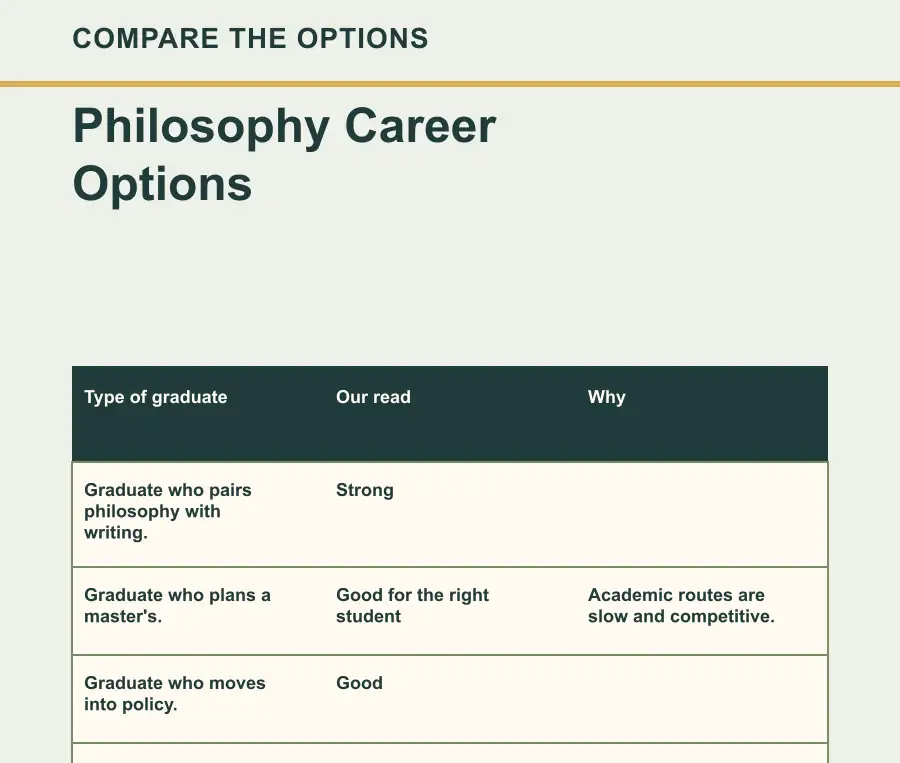 COMPARE THE OPTIONS
Philosophy Career
Options
Type of graduate Our read Why
Graduate who pairs Strong
philosophy with
writing.
Graduate who plans a Good for the right Academic routes are
master's. student slow and competitive.
Graduate who moves Good
into policy.